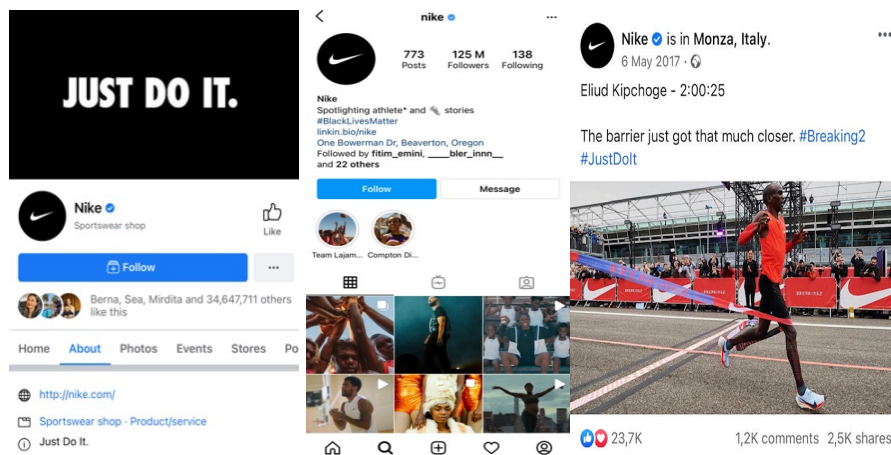 JUST DO IT.
Nike
Sportswear shop
Like
Follow
Berna, Sea, Mirdita and 34,647,711 others
like this
Home About Photos Events Stores Po
http://nike.com/
Sportswear shop · Product/service
Just Do It.
nike
773 125 M 138
Posts Followers Following
Nike
Spotlighting athlete* and 👟 stories
#BlackLivesMatter
linkin.bio/nike
One Bowerman Dr, Beaverton, Oregon
Followed by fitim_emini, ____bler_innn__
and 22 others
Follow Message
Team Lajam... Compton Di...
Nike is in Monza, Italy.
6 May 2017 ·
Eliud Kipchoge - 2:00:25
The barrier just got that much closer. #Breaking2
#JustDoIt
23,7K 1,2K comments 2,5K shares